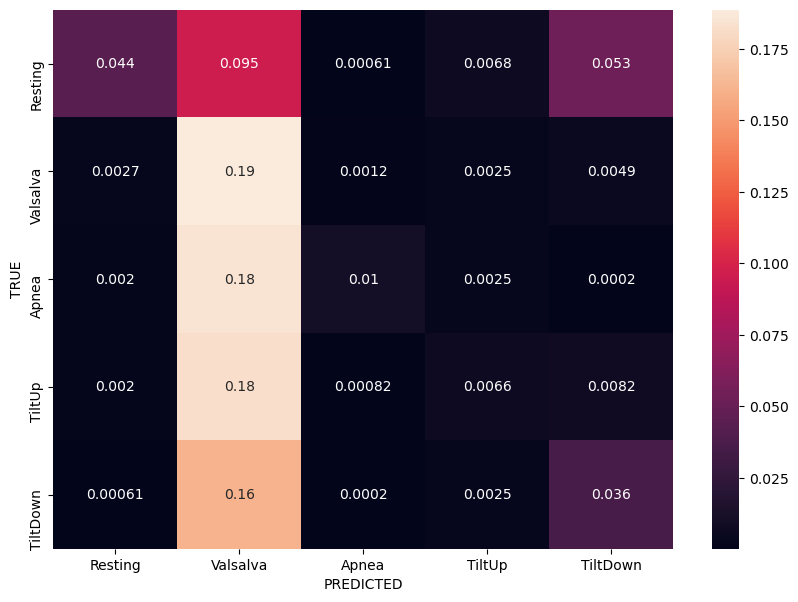 TRUE
Resting 0.044 0.095 0.00061 0.0068 0.053
Valsalva 0.0027 0.19 0.0012 0.0025 0.0049
Apnea 0.002 0.18 0.01 0.0025 0.0002
TiltUp 0.002 0.18 0.00082 0.0066 0.0082
TiltDown 0.00061 0.16 0.0002 0.0025 0.036
Resting Valsalva Apnea TiltUp TiltDown
PREDICTED
0.175
0.150
0.125
0.100
0.075
0.050
0.025